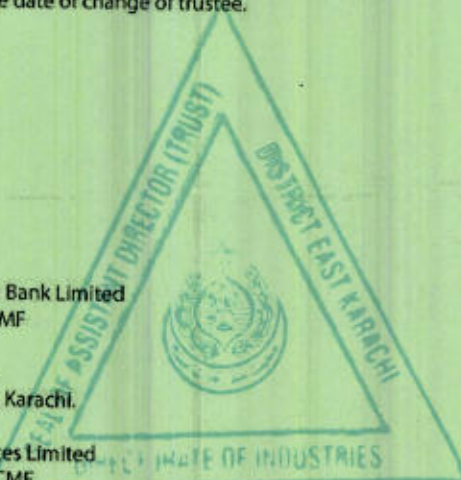 e date of change of trustee.
SEAL OF ASSISTANT DIRECTOR (TRUST)
DISTRICT EAST KARACHI
Bank Limited
MF
Karachi.
es Limited
DIRECTORATE OF INDUSTRIES
CMF